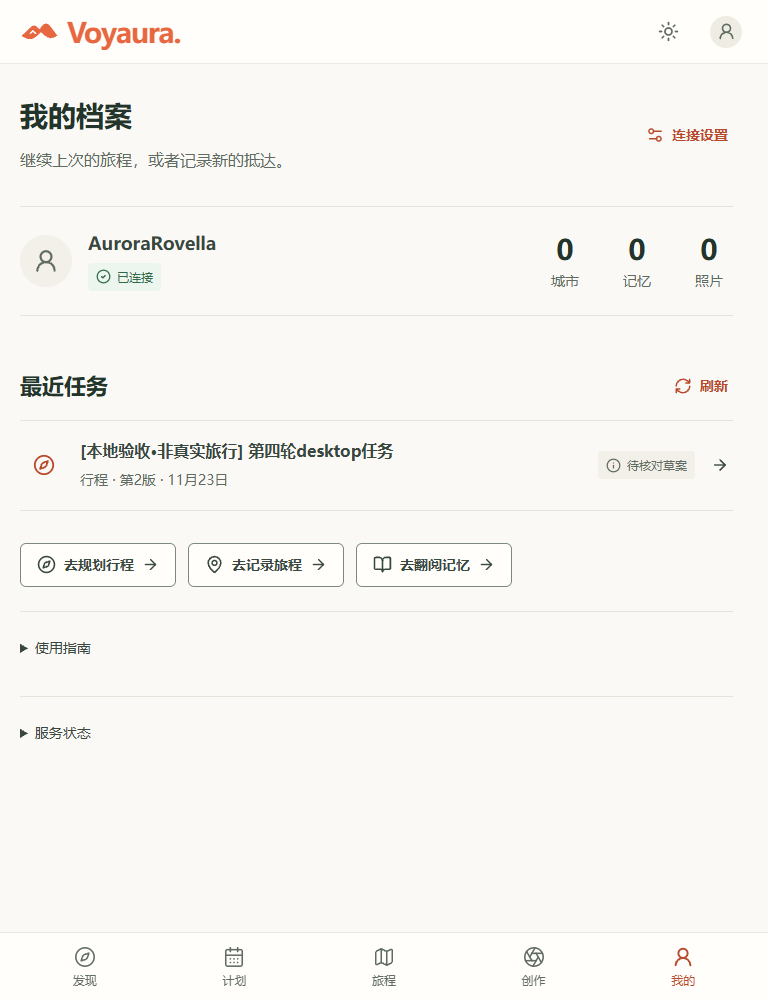 Voyaura.
我的档案
继续上次的旅程，或者记录新的抵达。
连接设置
AuroraRovella
已连接
0 0 0
城市 记忆 照片
最近任务
刷新
[本地验收·非真实旅行] 第四轮desktop任务
行程 · 第2版 · 11月23日
待核对草案
去规划行程 去记录旅程 去翻阅记忆
使用指南
服务状态
发现 计划 旅程 创作 我的